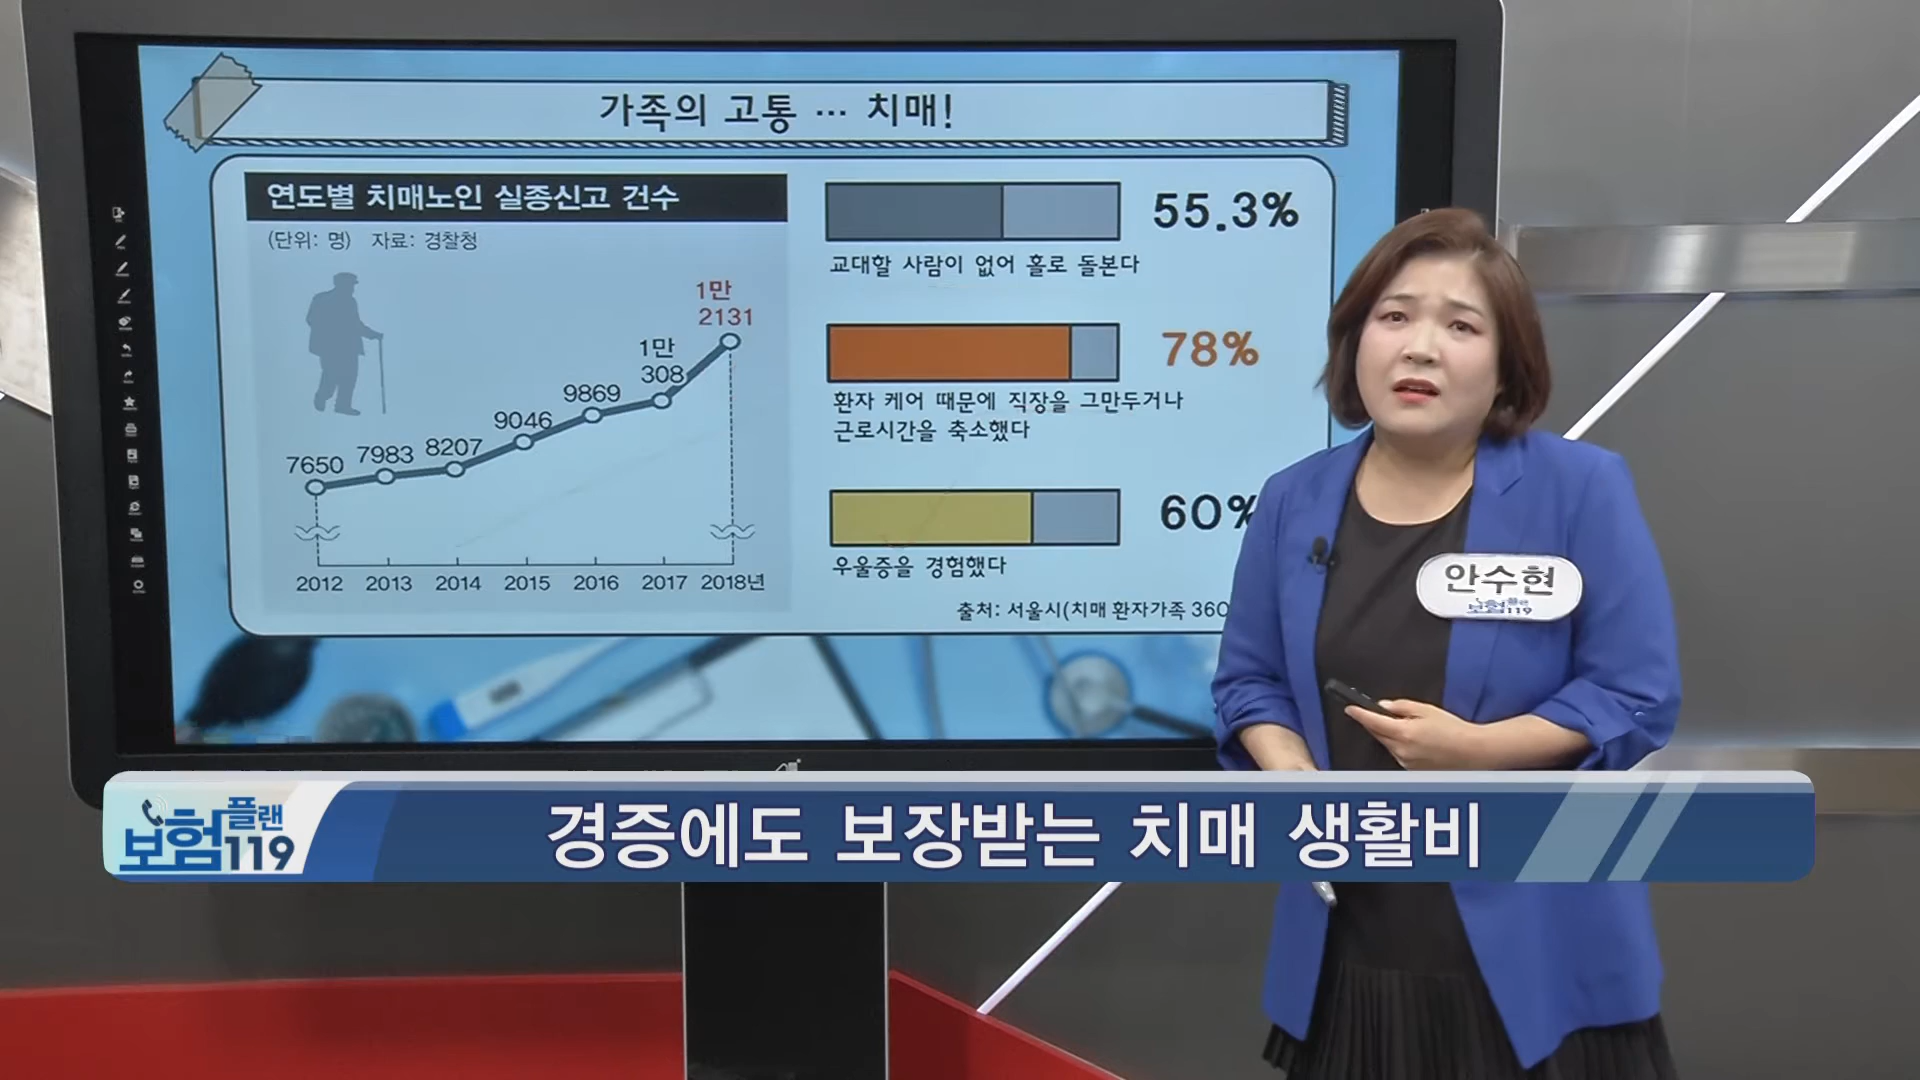 가족의 고통 … 치매!
연도별 치매노인 실종신고 건수
(단위: 명) 자료: 경찰청
7650
7983
8207
9046
9869
1만
308
1만
2131
2012 2013 2014 2015 2016 2017 2018년
55.3%
교대할 사람이 없어 홀로 돌본다
78%
환자 케어 때문에 직장을 그만두거나
근로시간을 축소했다
60%
우울증을 경험했다
출처: 서울시(치매 환자가족 360
안수현
보험플랜119
보험플랜119
경증에도 보장받는 치매 생활비